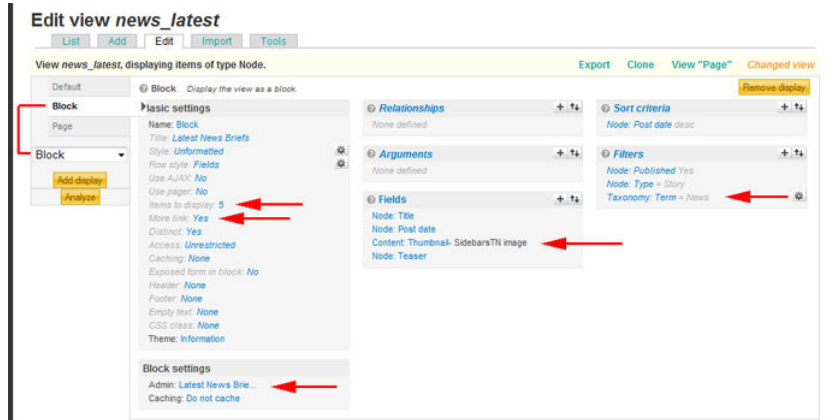 Edit view news_latest
List Add Edit Import Tools
View news_latest, displaying items of type Node.
Export Clone View "Page" Changed view
Default
Block
Page
Block
Add display
Analyze
Block Display the view as a block.
Remove display
Basic settings
Name: Block
Title: Latest News Briefs
Style: Unformatted
Row style: Fields
Use AJAX: No
Use pager: No
Items to display: 5
More link: Yes
Distinct: Yes
Access: Unrestricted
Caching: None
Exposed form in block: No
Header: None
Footer: None
Empty text: None
CSS class: None
Theme: Information
Block settings
Admin: Latest News Brie...
Caching: Do not cache
Relationships
None defined
Arguments
None defined
Fields
Node: Title
Node: Post date
Content: Thumbnail- SidebarsTN image
Node: Teaser
Sort criteria
Node: Post date desc
Filters
Node: Published Yes
Node: Type = Story
Taxonomy: Term = News